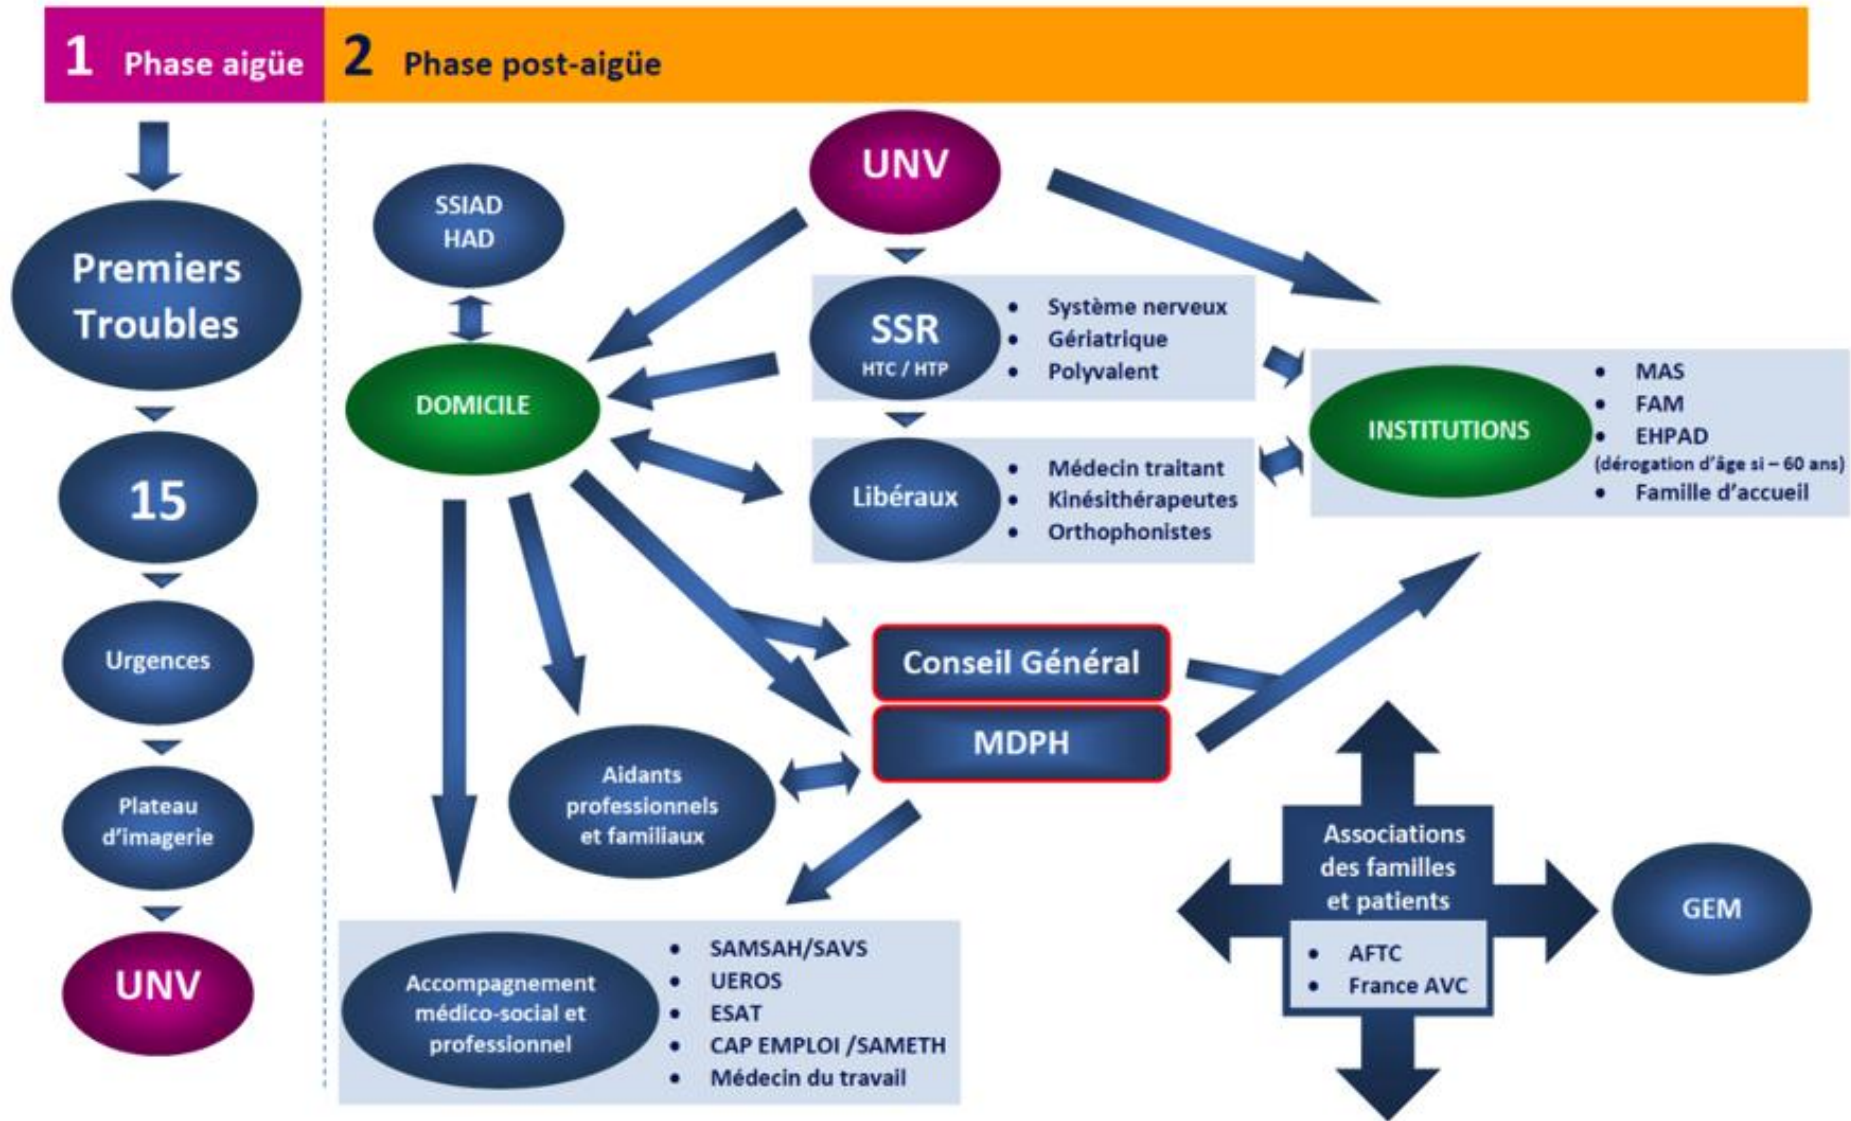 1 Phase aigüe
2 Phase post-aigüe
Premiers
Troubles
15
Urgences
Plateau
d'imagerie
UNV
UNV
SSIAD
HAD
DOMICILE
SSR
HTC / HTP
• Système nerveux
• Gériatrique
• Polyvalent
Libéraux
• Médecin traitant
• Kinésithérapeutes
• Orthophonistes
INSTITUTIONS
• MAS
• FAM
• EHPAD
(dérogation d'âge si – 60 ans)
• Famille d'accueil
Conseil Général
MDPH
Aidants
professionnels
et familiaux
Accompagnement
médico-social et
professionnel
• SAMSAH/SAVS
• UEROS
• ESAT
• CAP EMPLOI /SAMETH
• Médecin du travail
Associations
des familles
et patients
• AFTC
• France AVC
GEM